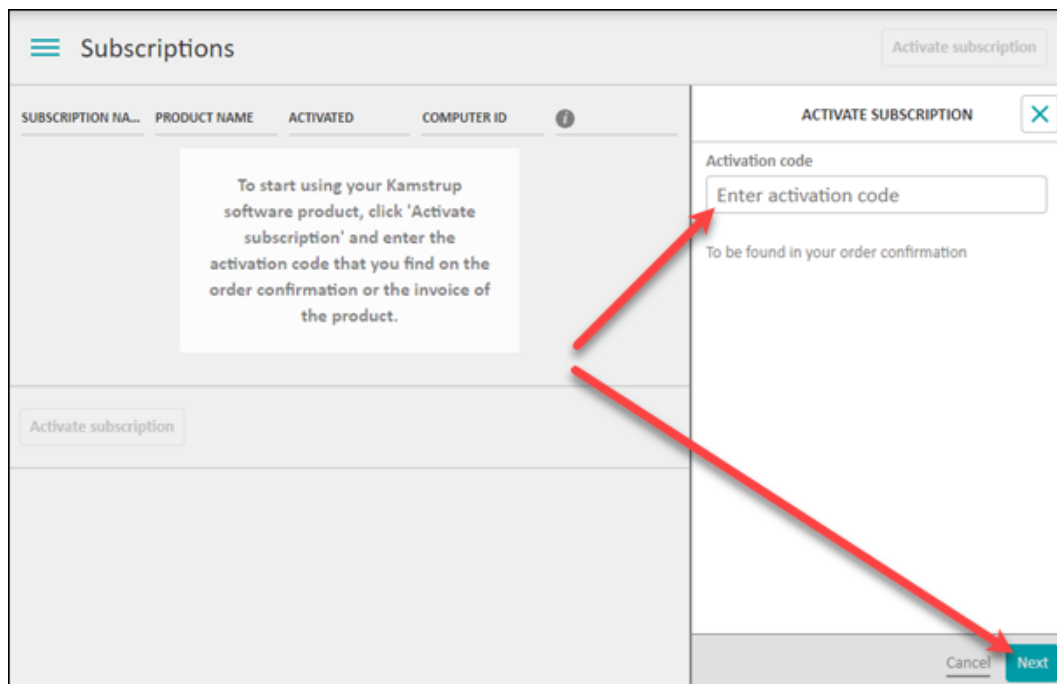 Subscriptions
Activate subscription
SUBSCRIPTION NA... PRODUCT NAME ACTIVATED COMPUTER ID
To start using your Kamstrup
software product, click 'Activate
subscription' and enter the
activation code that you find on the
order confirmation or the invoice of
the product.
Activate subscription
ACTIVATE SUBSCRIPTION
Activation code
Enter activation code
To be found in your order confirmation
Cancel Next